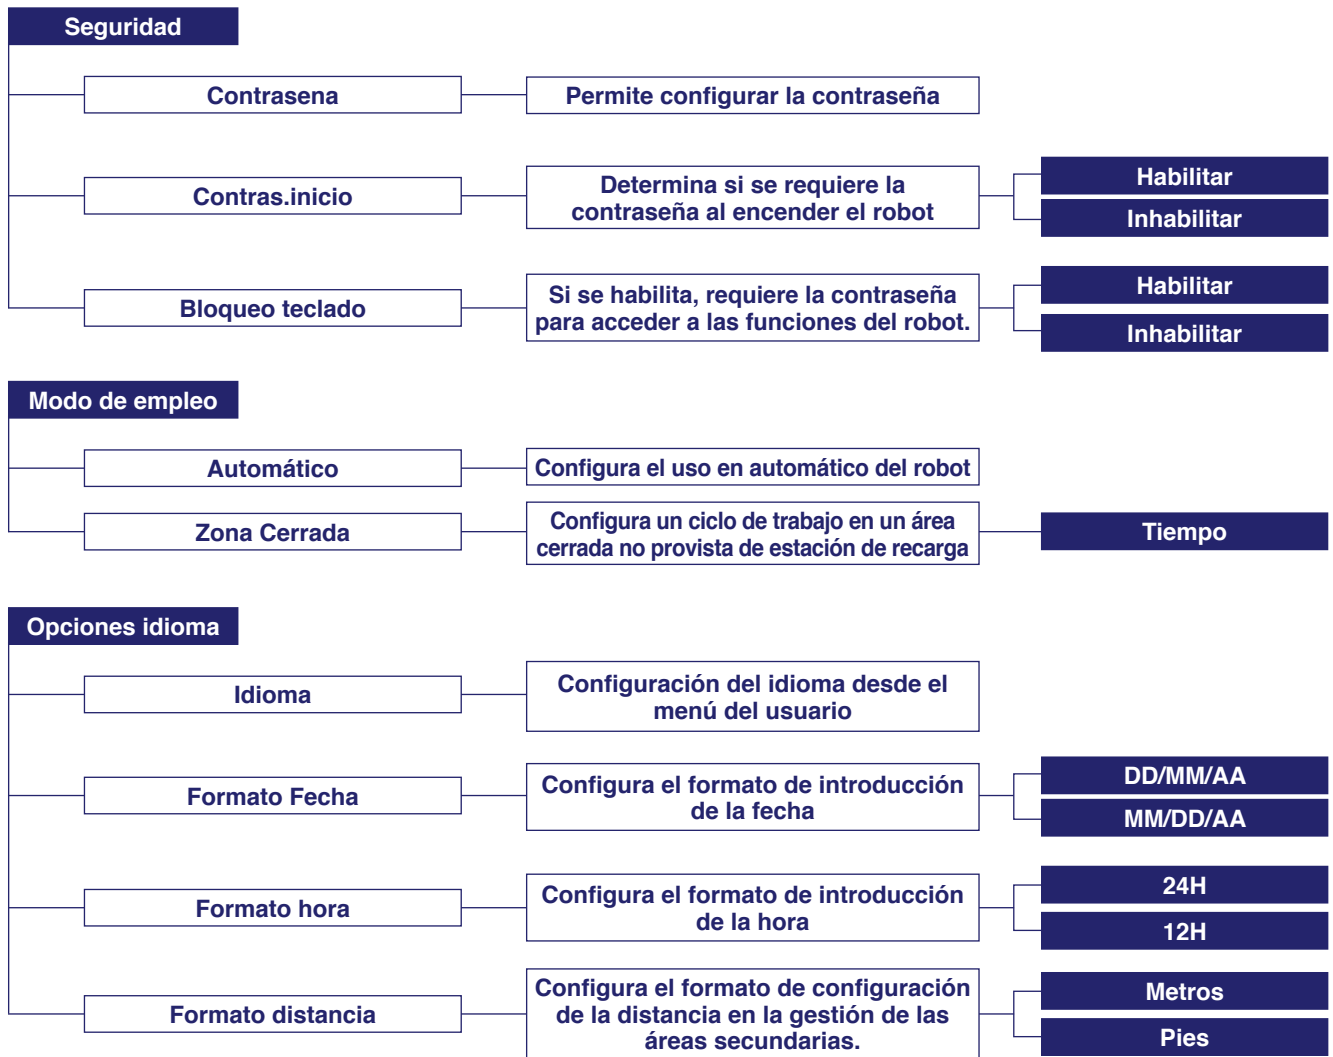 Seguridad
Contrasena
Permite configurar la contraseña
Contras.inicio
Determina si se requiere la
contraseña al encender el robot
Habilitar
Inhabilitar
Bloqueo teclado
Si se habilita, requiere la contraseña
para acceder a las funciones del robot.
Habilitar
Inhabilitar
Modo de empleo
Automático
Configura el uso en automático del robot
Zona Cerrada
Configura un ciclo de trabajo en un área
cerrada no provista de estación de recarga
Tiempo
Opciones idioma
Idioma
Configuración del idioma desde el
menú del usuario
Formato Fecha
Configura el formato de introducción
de la fecha
DD/MM/AA
MM/DD/AA
Formato hora
Configura el formato de introducción
de la hora
24H
12H
Formato distancia
Configura el formato de configuración
de la distancia en la gestión de las
áreas secundarias.
Metros
Pies